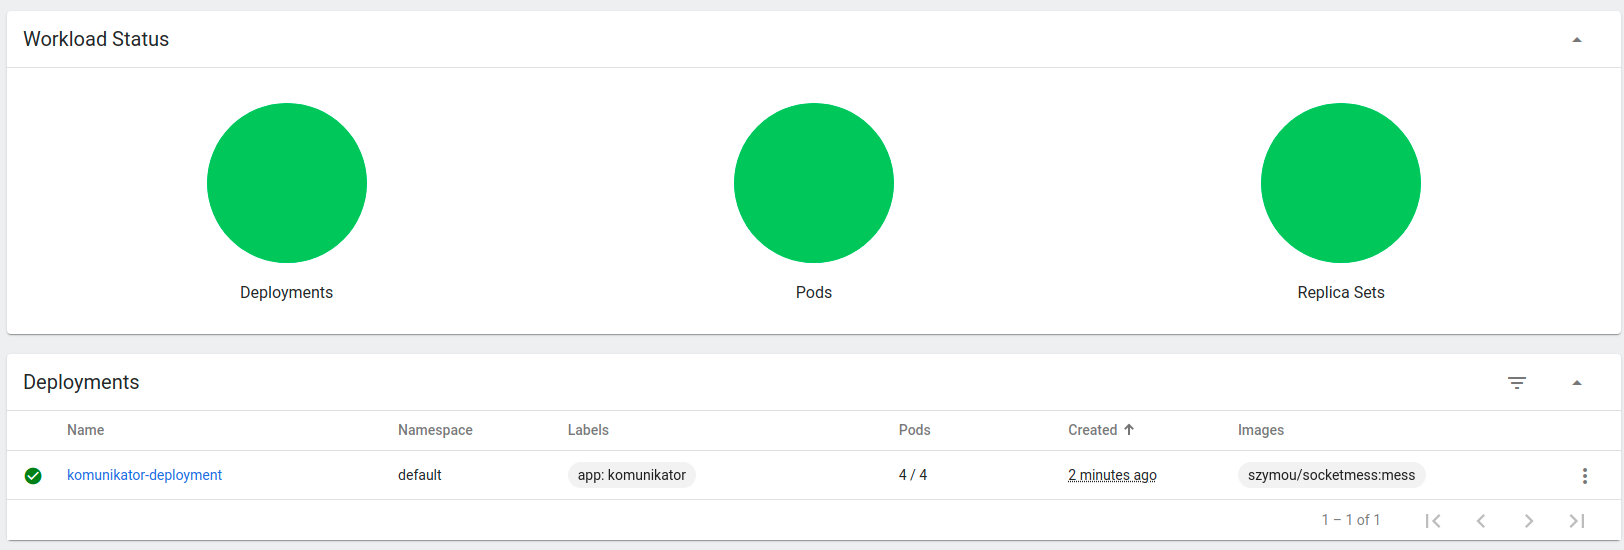 Workload Status
Deployments
Pods
Replica Sets
Deployments
Name Namespace Labels Pods Created Images
komunikator-deployment default app: komunikator 4 / 4 2 minutes ago szymou/socketmess:mess
1 – 1 of 1